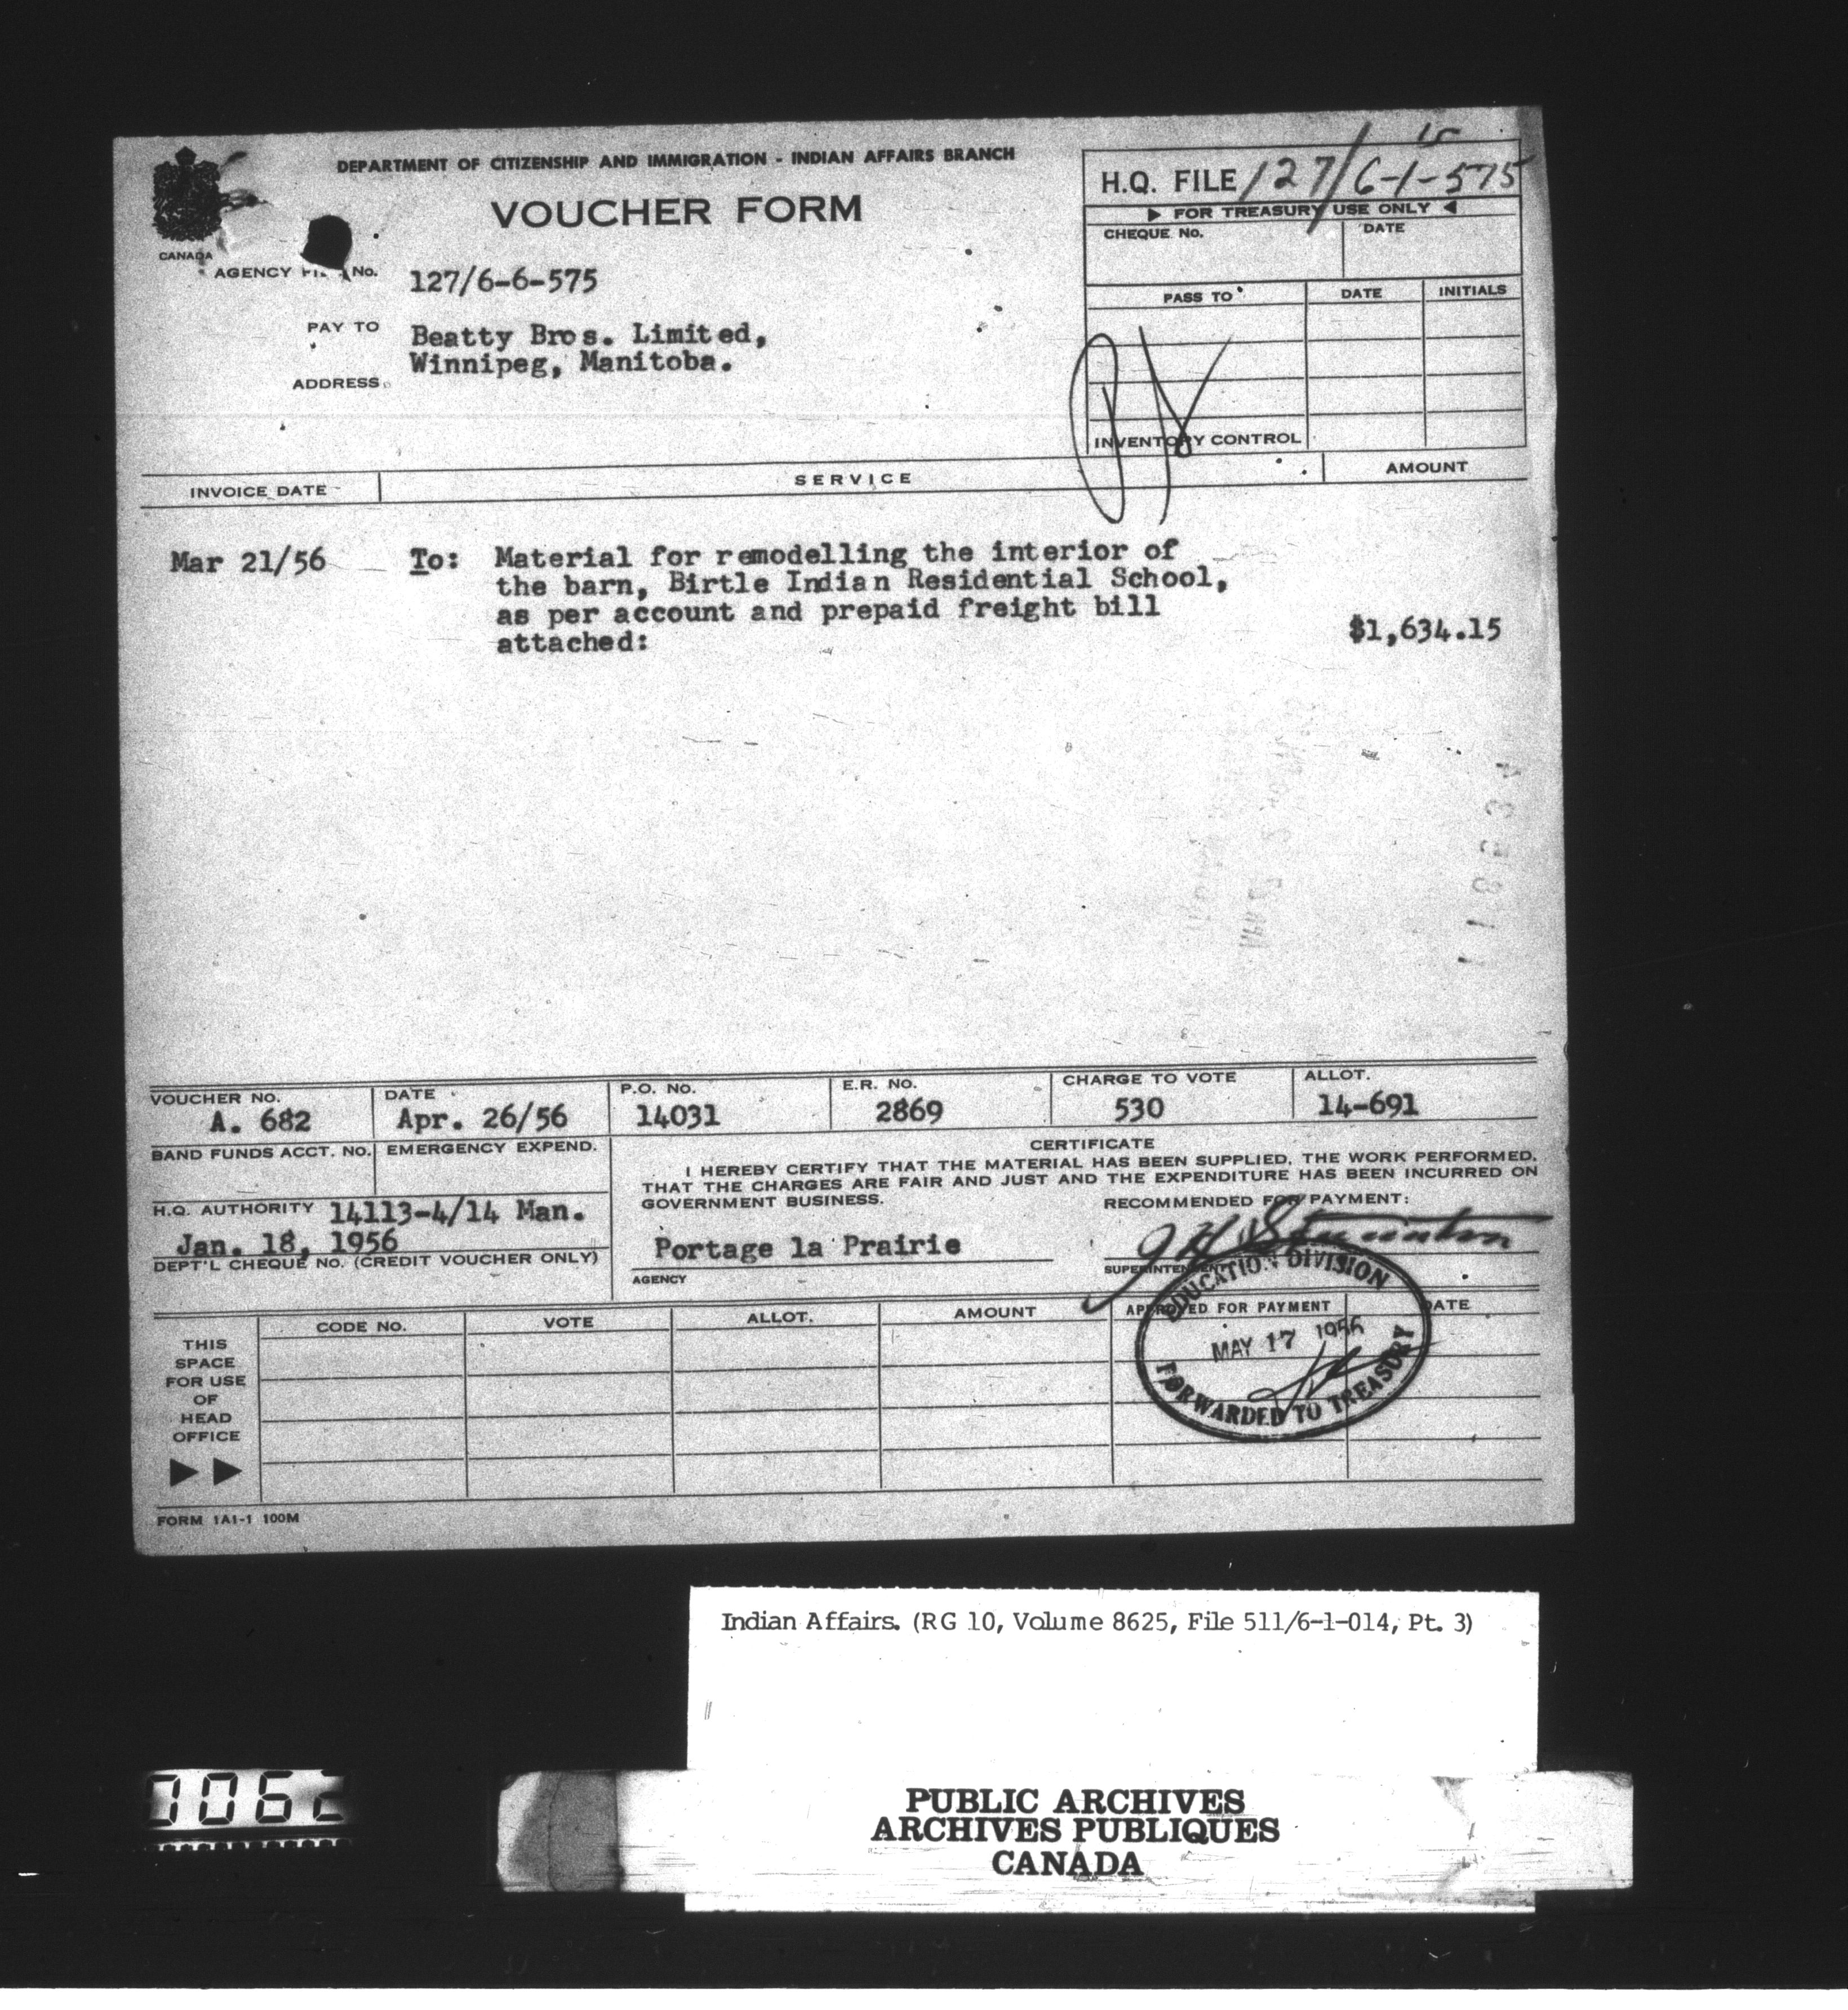 DEPARTMENT OF CITIZENSHIP AND IMMIGRATION - INDIAN AFFAIRS BRANCH
VOUCHER FORM
CANADA
H.Q. FILE 127/6-1-575
FOR TREASURY USE ONLY
CHEQUE No. DATE
PASS TO DATE INITIALS
INVENTORY CONTROL
AGENCY No. 127/6-6-575
PAY TO Beatty Bros. Limited,
Winnipeg, Manitoba.
ADDRESS
INVOICE DATE SERVICE AMOUNT
Mar 21/56 To: Material for remodelling the interior of
the barn, Birtle Indian Residential School,
as per account and prepaid freight bill
attached: $1,634.15
VOUCHER NO. DATE P.O. NO. E.R. NO. CHARGE TO VOTE ALLOT.
A. 682 Apr. 26/56 14031 2869 530 14-691
BAND FUNDS ACCT. NO. EMERGENCY EXPEND.
CERTIFICATE
I HEREBY CERTIFY THAT THE MATERIAL HAS BEEN SUPPLIED, THE WORK PERFORMED,
THAT THE CHARGES ARE FAIR AND JUST AND THE EXPENDITURE HAS BEEN INCURRED ON
GOVERNMENT BUSINESS.
RECOMMENDED FOR PAYMENT:
H.Q. AUTHORITY 14113-4/14 Man.
Jan. 18, 1956
DEPT'L CHEQUE NO. (CREDIT VOUCHER ONLY)
Portage la Prairie
AGENCY
SUPERINTENDENT
EDUCATION DIVISION
MAY 17 1956
FORWARDED TO TREASURY
CODE NO. VOTE ALLOT. AMOUNT APPROVED FOR PAYMENT DATE
THIS
SPACE
FOR USE
OF
HEAD
OFFICE
FORM 1A1-1 100M
Indian Affairs. (RG 10, Volume 8625, File 511/6-1-014, Pt. 3)
PUBLIC ARCHIVES
ARCHIVES PUBLIQUES
CANADA